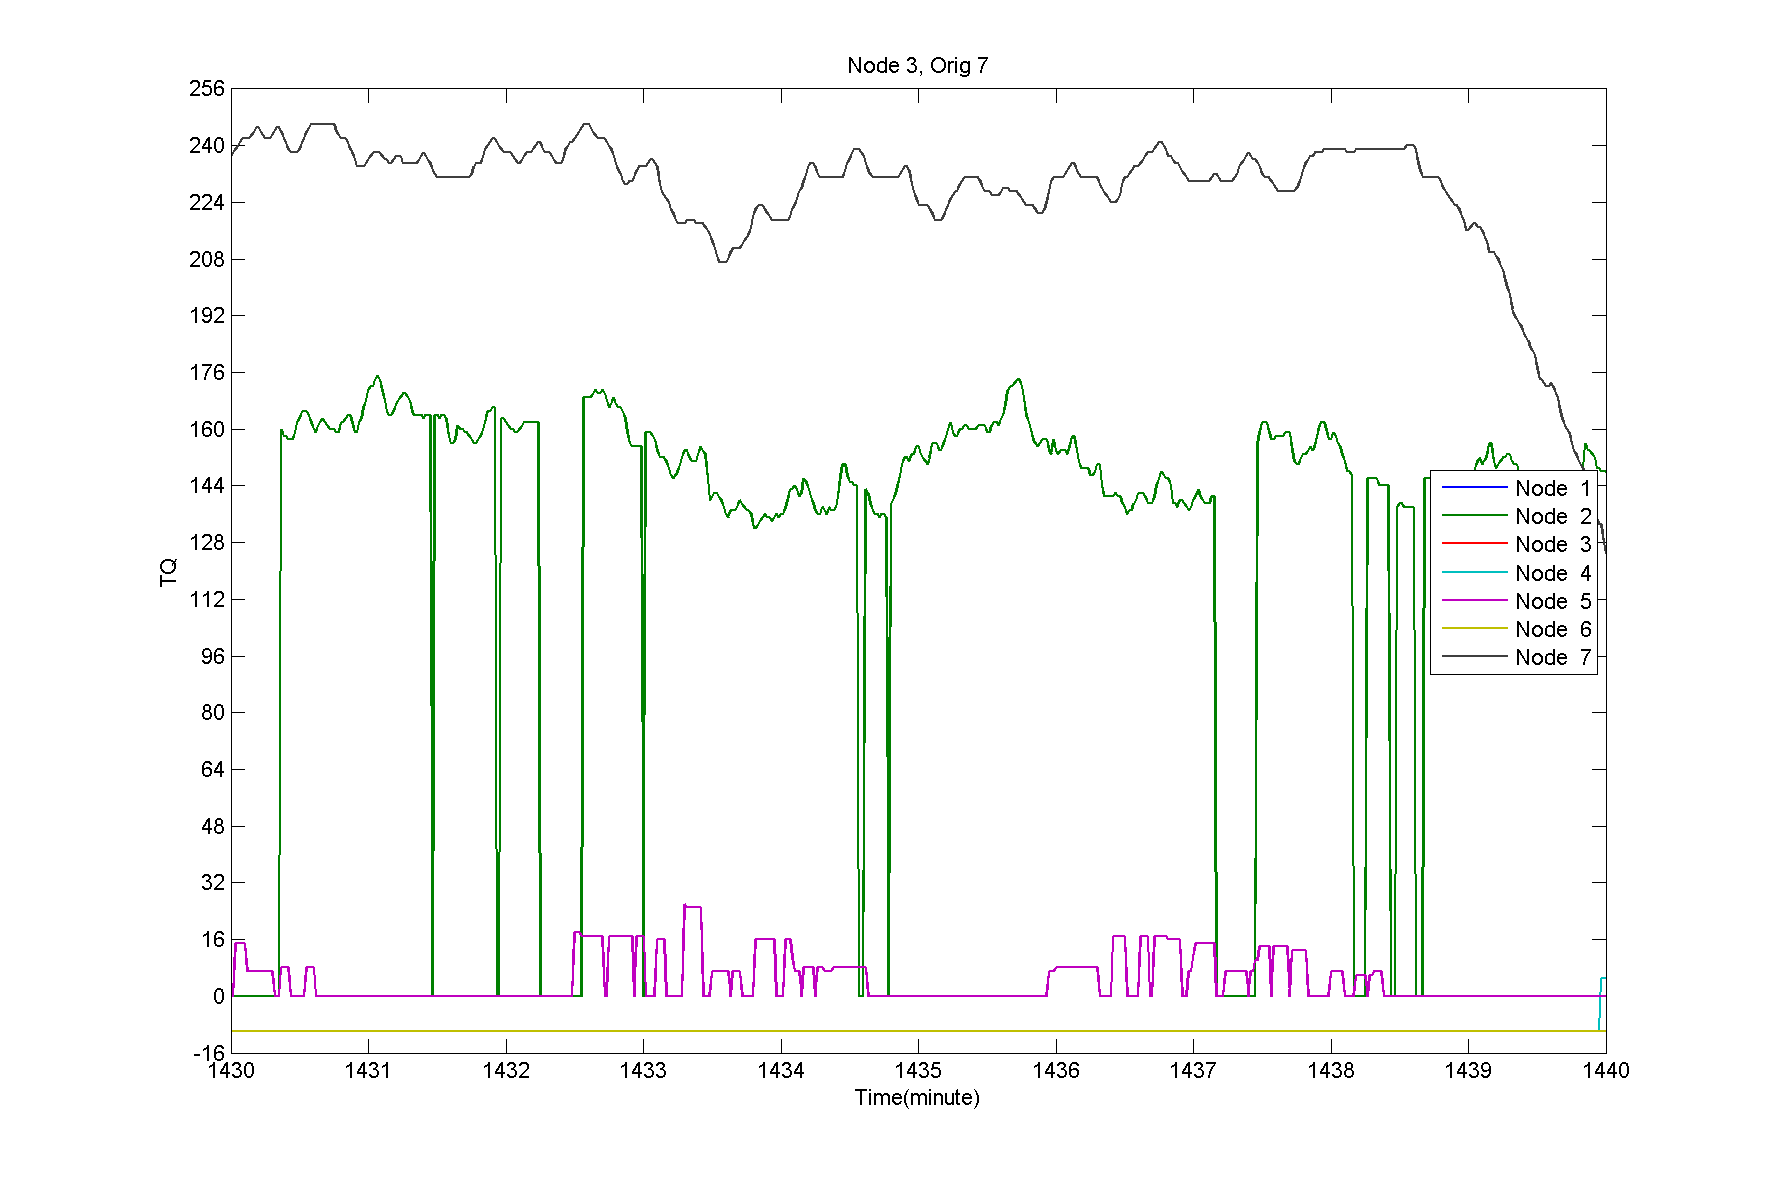 Node 3, Orig 7
256
240
224
208
192
176
160
144
128
112
96
80
64
48
32
16
0
-16
TQ
Node 1
Node 2
Node 3
Node 4
Node 5
Node 6
Node 7
1430 1431 1432 1433 1434 1435 1436 1437 1438 1439 1440
Time(minute)